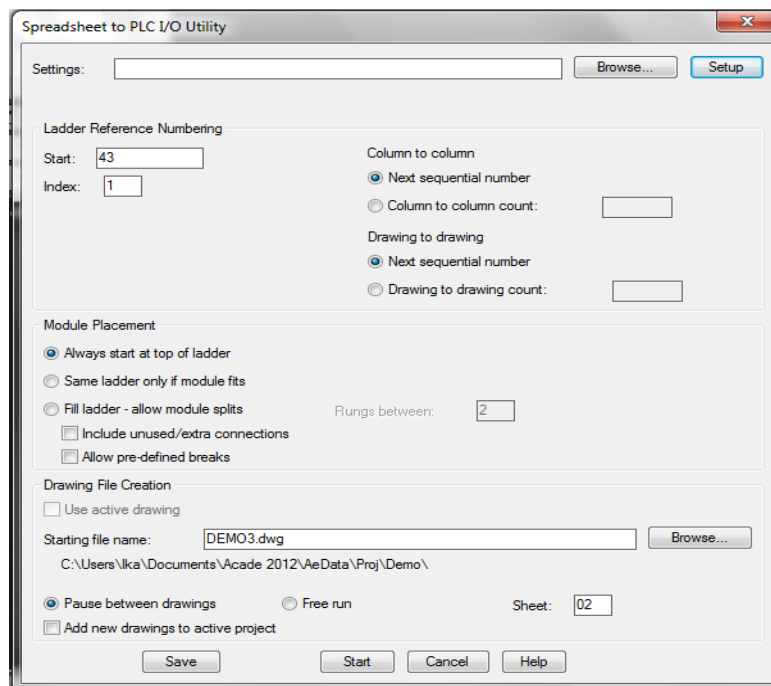 Spreadsheet to PLC I/O Utility
Settings: Browse... Setup
Ladder Reference Numbering
Start: 43
Index: 1
Column to column
Next sequential number
Column to column count:
Drawing to drawing
Next sequential number
Drawing to drawing count:
Module Placement
Always start at top of ladder
Same ladder only if module fits
Fill ladder - allow module splits Rungs between: 2
Include unused/extra connections
Allow pre-defined breaks
Drawing File Creation
Use active drawing
Starting file name: DEMO3.dwg Browse...
C:\Users\Ika\Documents\Acade 2012\AeData\Proj\Demo\
Pause between drawings Free run Sheet: 02
Add new drawings to active project
Save Start Cancel Help